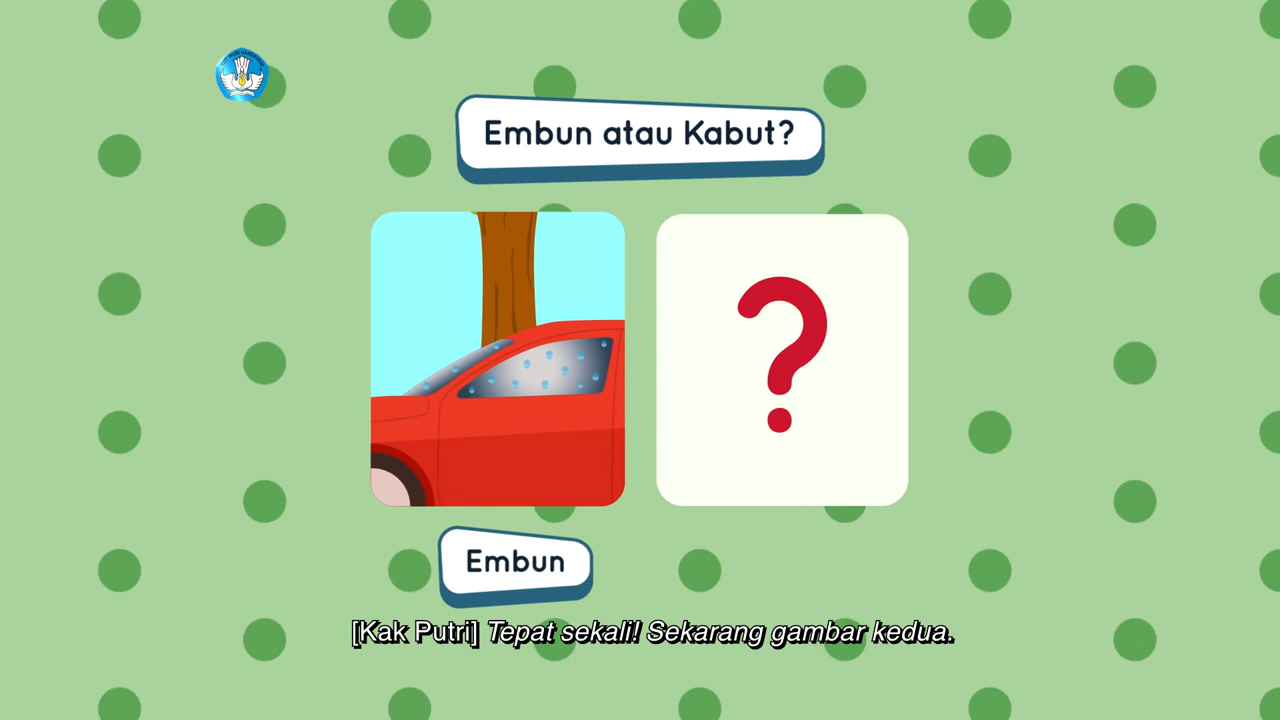 Embun atau Kabut?
?
Embun
[Kak Putri] Tepat sekali! Sekarang gambar kedua.